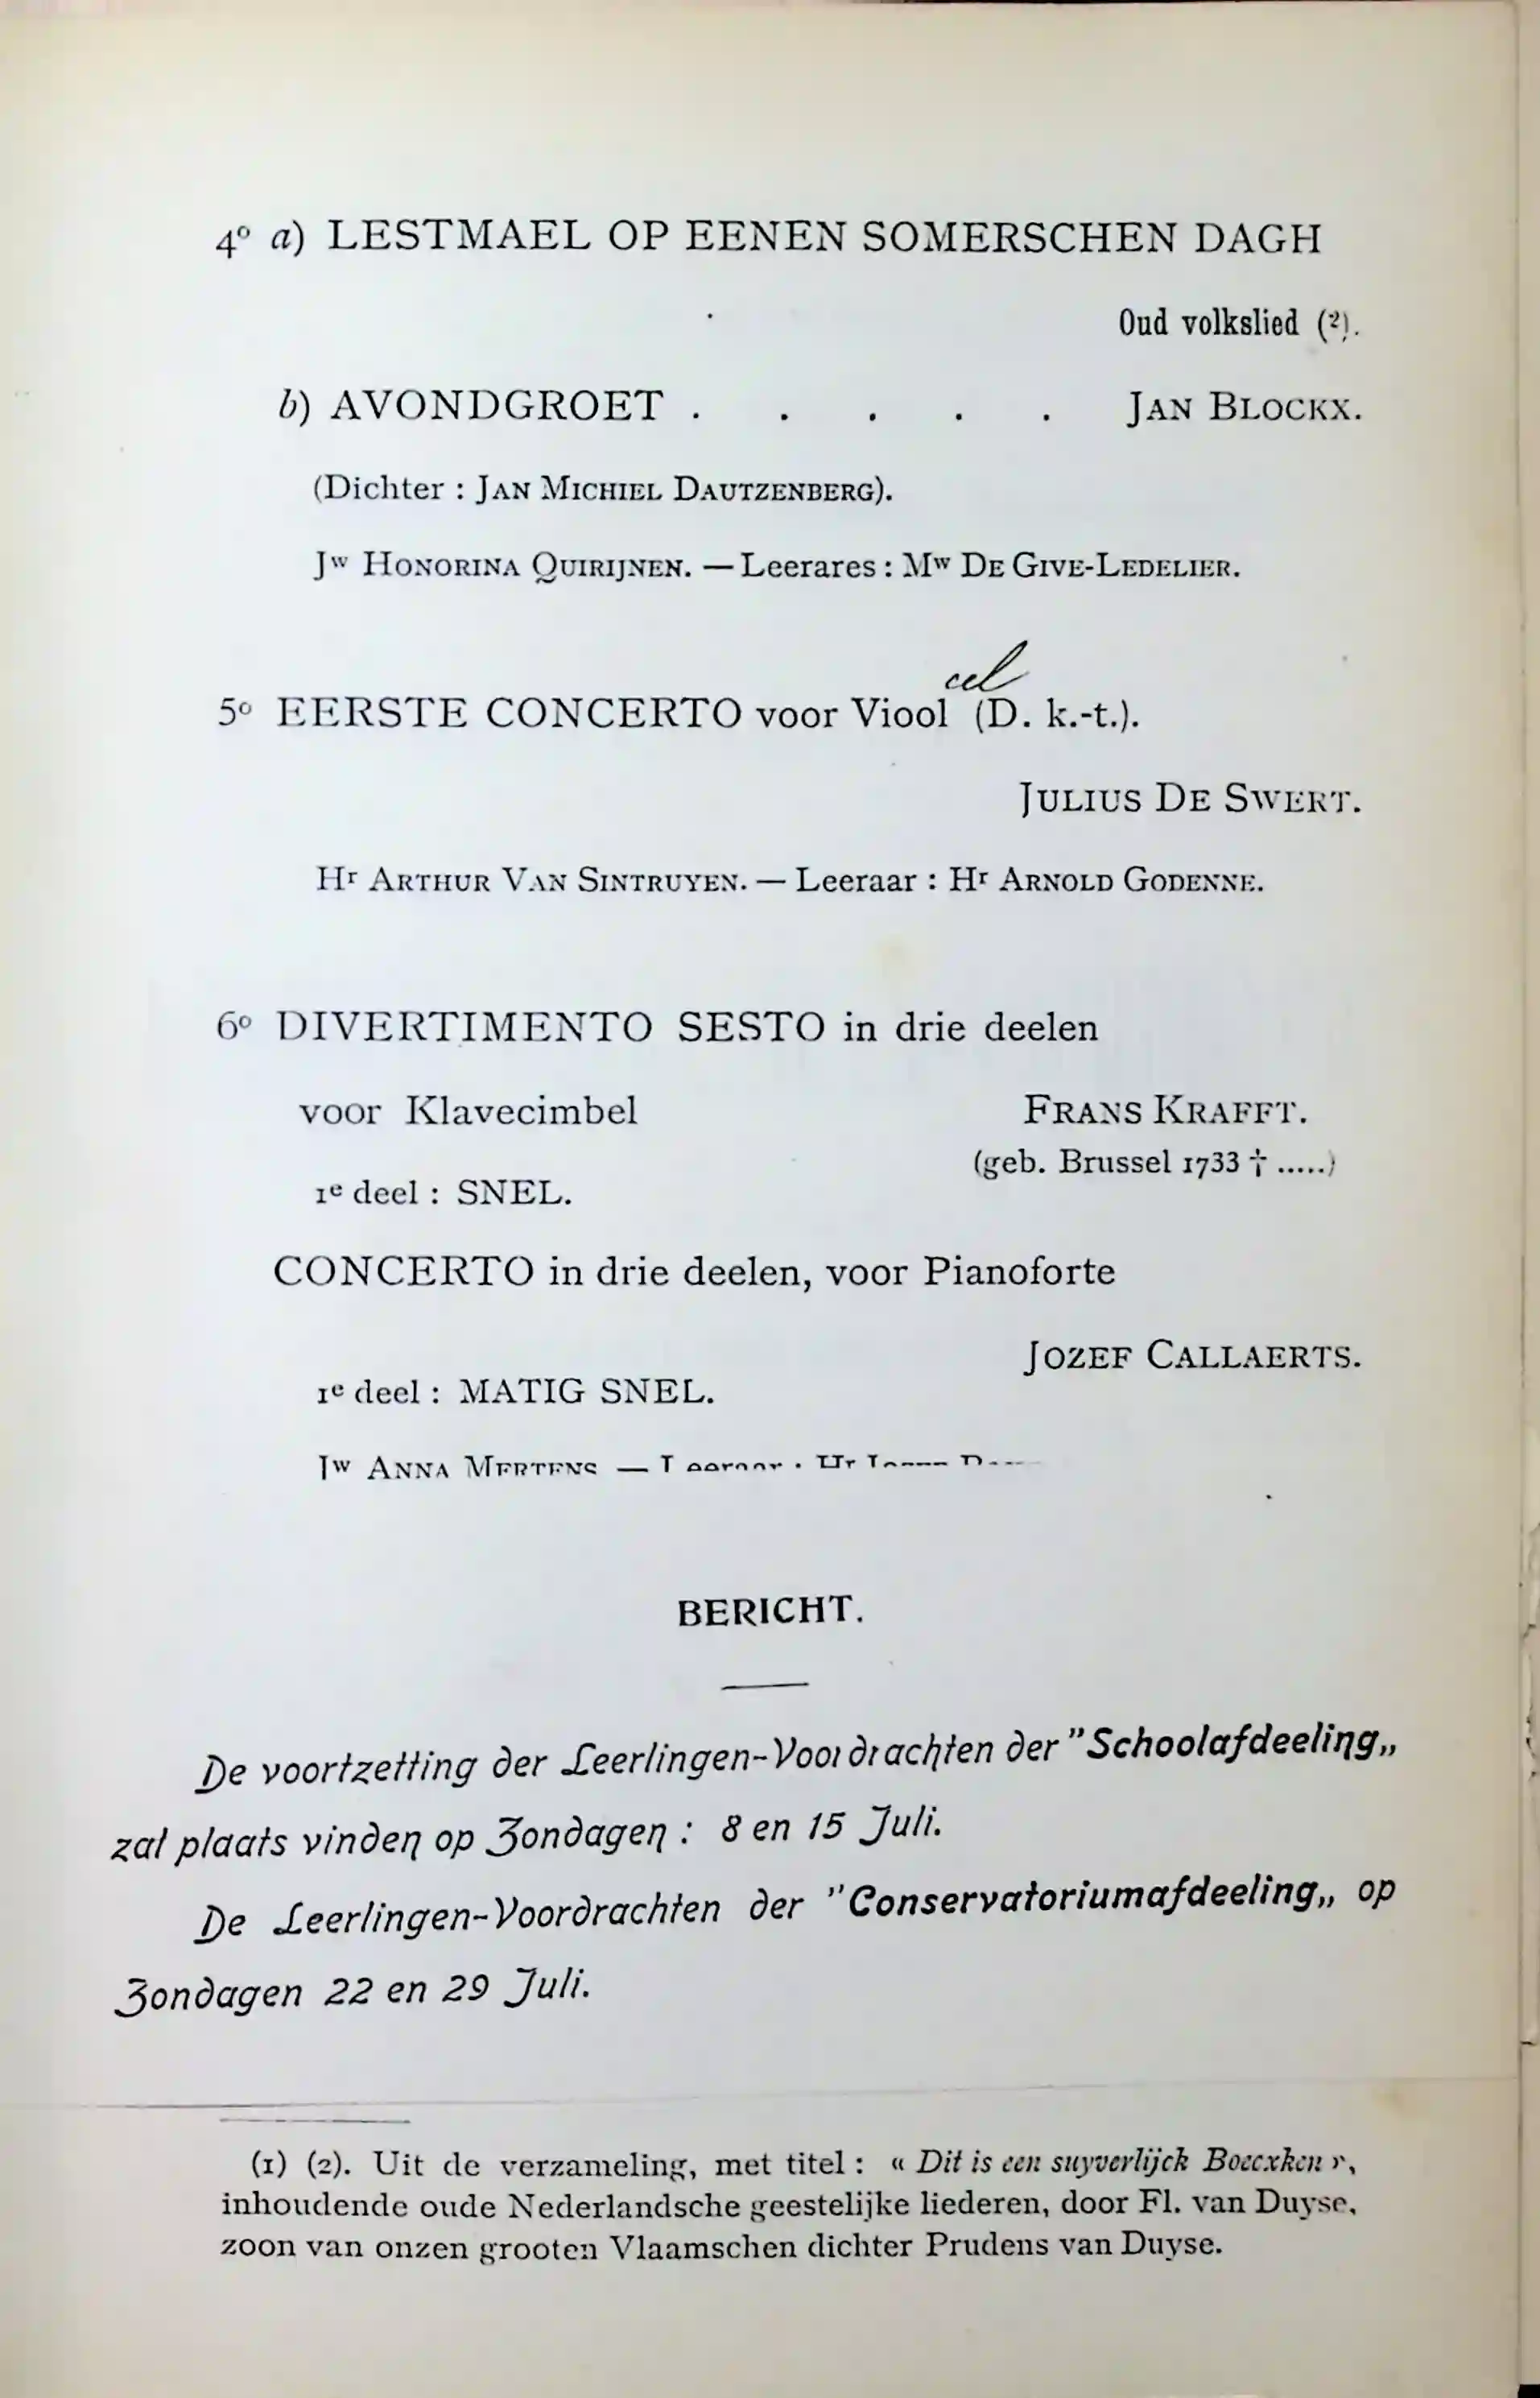 4º a) LESTMAEL OP EENEN SOMERSCHEN DAGH
Oud volkslied (2).
b) AVONDGROET . . . . . JAN BLOCKX.
(Dichter : JAN MICHIEL DAUTZENBERG).
Jw HONORINA QUIRIJNEN. — Leerares : Mw DE GIVE-LEDELIER.
cel
5º EERSTE CONCERTO voor Viool (D. k.-t.).
JULIUS DE SWERT.
Hr ARTHUR VAN SINTRUYEN. — Leeraar : Hr ARNOLD GODENNE.
6º DIVERTIMENTO SESTO in drie deelen
voor Klavecimbel FRANS KRAFFT.
(geb. Brussel 1733 † .....)
1e deel : SNEL.
CONCERTO in drie deelen, voor Pianoforte
JOZEF CALLAERTS.
1e deel : MATIG SNEL.
Jw ANNA MERTENS — Leeraar : Hr
BERICHT.
De voortzetting der Leerlingen-Voordrachten der "Schoolafdeeling„
zal plaats vinden op Zondagen : 8 en 15 Juli.
De Leerlingen-Voordrachten der "Conservatoriumafdeeling„ op
Zondagen 22 en 29 Juli.
(1) (2). Uit de verzameling, met titel : « Dit is een suyverlijck Boecxken »,
inhoudende oude Nederlandsche geestelijke liederen, door Fl. van Duyse,
zoon van onzen grooten Vlaamschen dichter Prudens van Duyse.